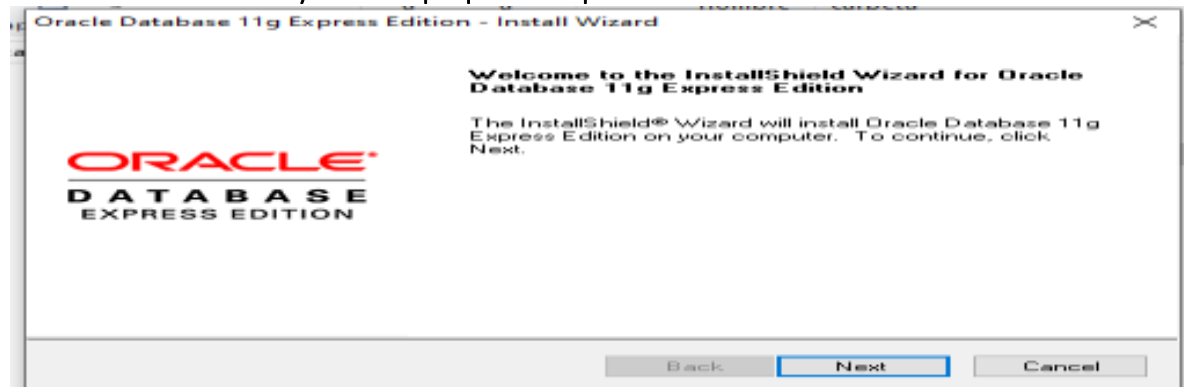 Oracle Database 11g Express Edition - Install Wizard
Welcome to the InstallShield Wizard for Oracle
Database 11g Express Edition
The InstallShield® Wizard will install Oracle Database 11g
Express Edition on your computer. To continue, click
Next.
ORACLE
DATABASE
EXPRESS EDITION
Back
Next
Cancel